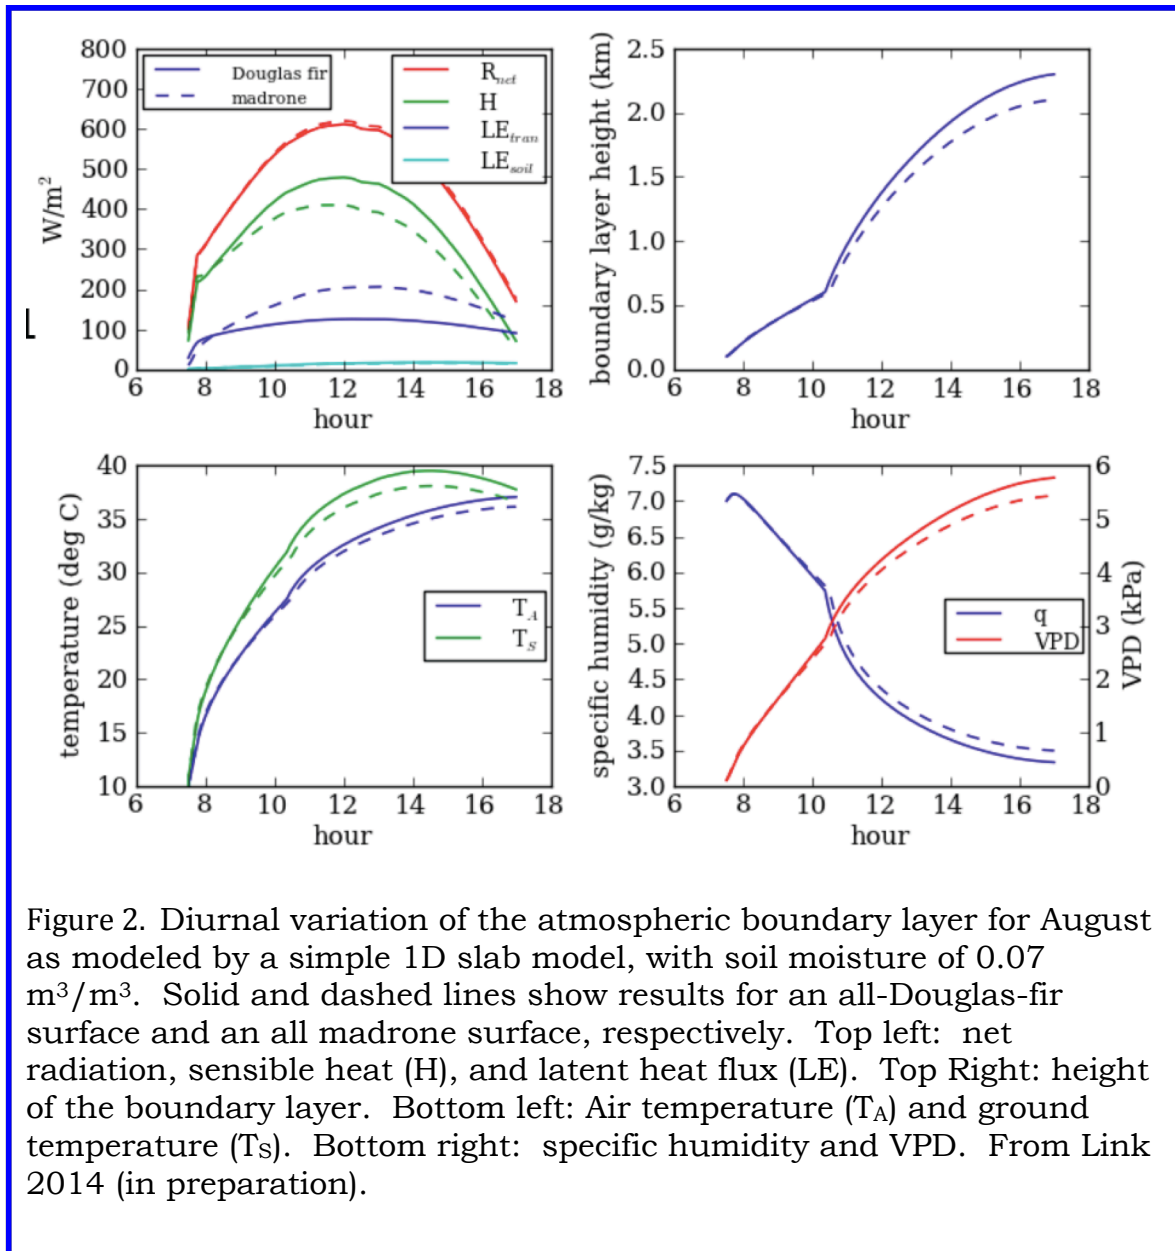 800
700
600
500
400
300
200
100
0
W/m²
6 8 10 12 14 16 18
hour
Douglas fir
madrone
R_net
H
LE_tran
LE_soil
2.5
2.0
1.5
1.0
0.5
0.0
boundary layer height (km)
6 8 10 12 14 16 18
hour
L
40
35
30
25
20
15
10
temperature (deg C)
6 8 10 12 14 16 18
hour
T_A
T_S
7.5
7.0
6.5
6.0
5.5
5.0
4.5
4.0
3.5
3.0
specific humidity (g/kg)
6 8 10 12 14 16 18
hour
q
VPD
6
5
4
3
2
1
0
VPD (kPa)
Figure 2. Diurnal variation of the atmospheric boundary layer for August
as modeled by a simple 1D slab model, with soil moisture of 0.07
m³/m³. Solid and dashed lines show results for an all-Douglas-fir
surface and an all madrone surface, respectively. Top left: net
radiation, sensible heat (H), and latent heat flux (LE). Top Right: height
of the boundary layer. Bottom left: Air temperature (T_A) and ground
temperature (T_S). Bottom right: specific humidity and VPD. From Link
2014 (in preparation).